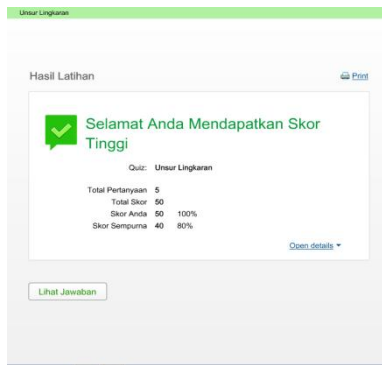 Unsur Lingkaran
Hasil Latihan
Print
Selamat Anda Mendapatkan Skor
Tinggi
Quiz: Unsur Lingkaran
Total Pertanyaan 5
Total Skor 50
Skor Anda 50 100%
Skor Sempurna 40 80%
Open details
Lihat Jawaban